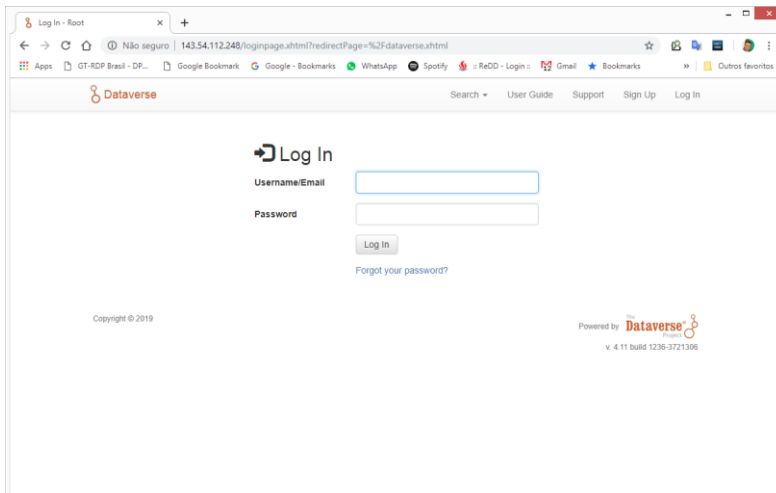 Log In - Root
Não seguro | 143.54.112.248/loginpage.xhtml?redirectPage=%2Fdataverse.xhtml
Apps GT-RDP Brasil - DP... Google Bookmark Google - Bookmarks WhatsApp Spotify :: ReDD - Login :: Gmail Bookmarks » Outros favoritos
Dataverse Search User Guide Support Sign Up Log In
Log In
Username/Email
Password
Log In
Forgot your password?
Copyright © 2019
Powered by The Dataverse Project
v. 4.11 build 1236-3721306